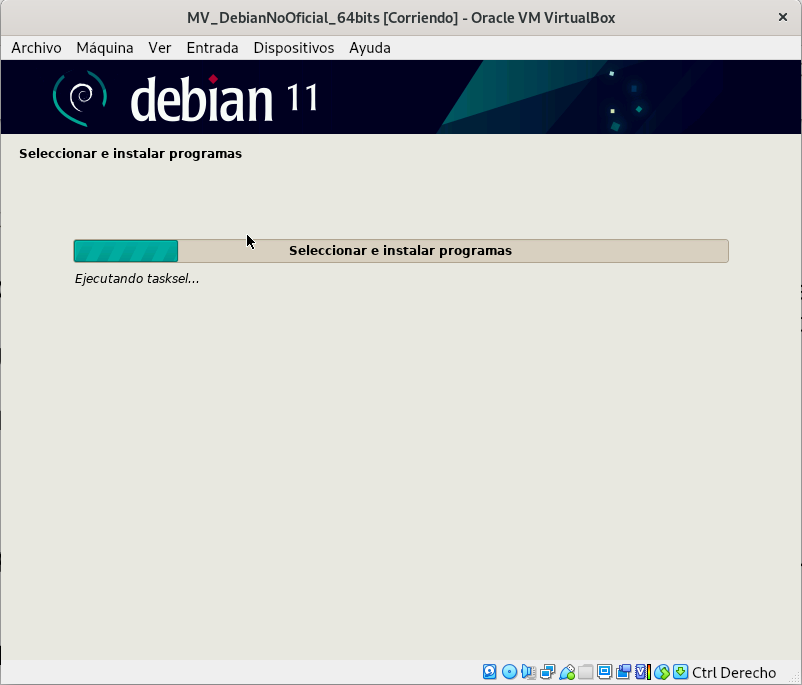 MV_DebianNoOficial_64bits [Corriendo] - Oracle VM VirtualBox
Archivo Máquina Ver Entrada Dispositivos Ayuda
debian 11
Seleccionar e instalar programas
Seleccionar e instalar programas
Ejecutando tasksel...
Ctrl Derecho